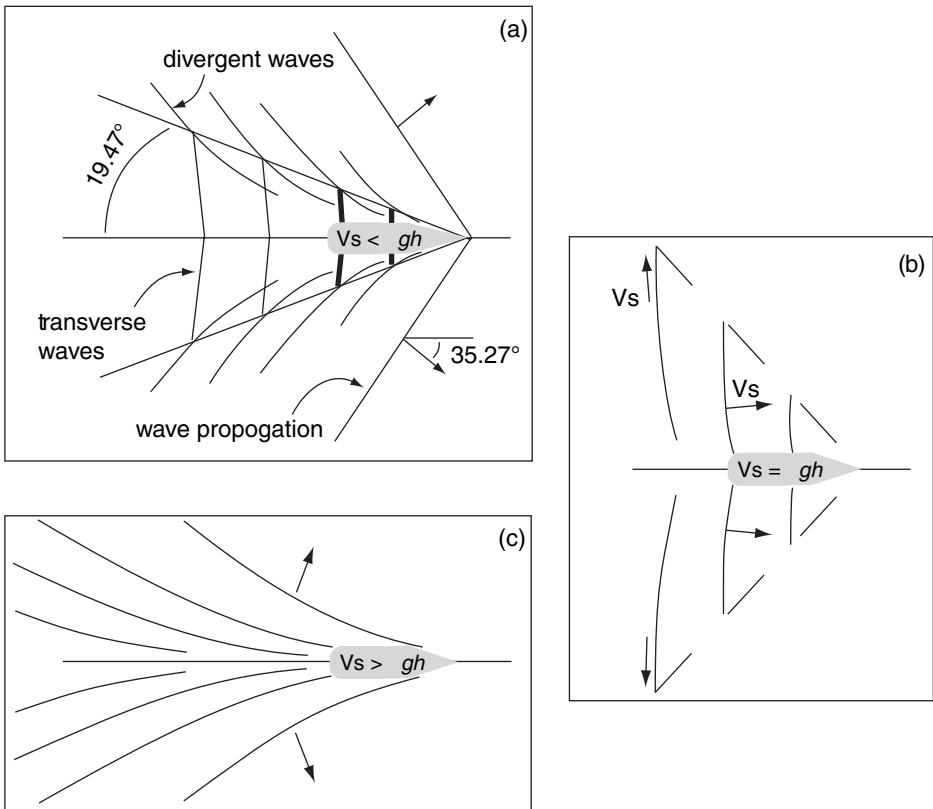 (a)
divergent waves
19.47°
Vs < gh
transverse
waves
35.27°
wave propogation
(b)
Vs
Vs
Vs = gh
(c)
Vs > gh